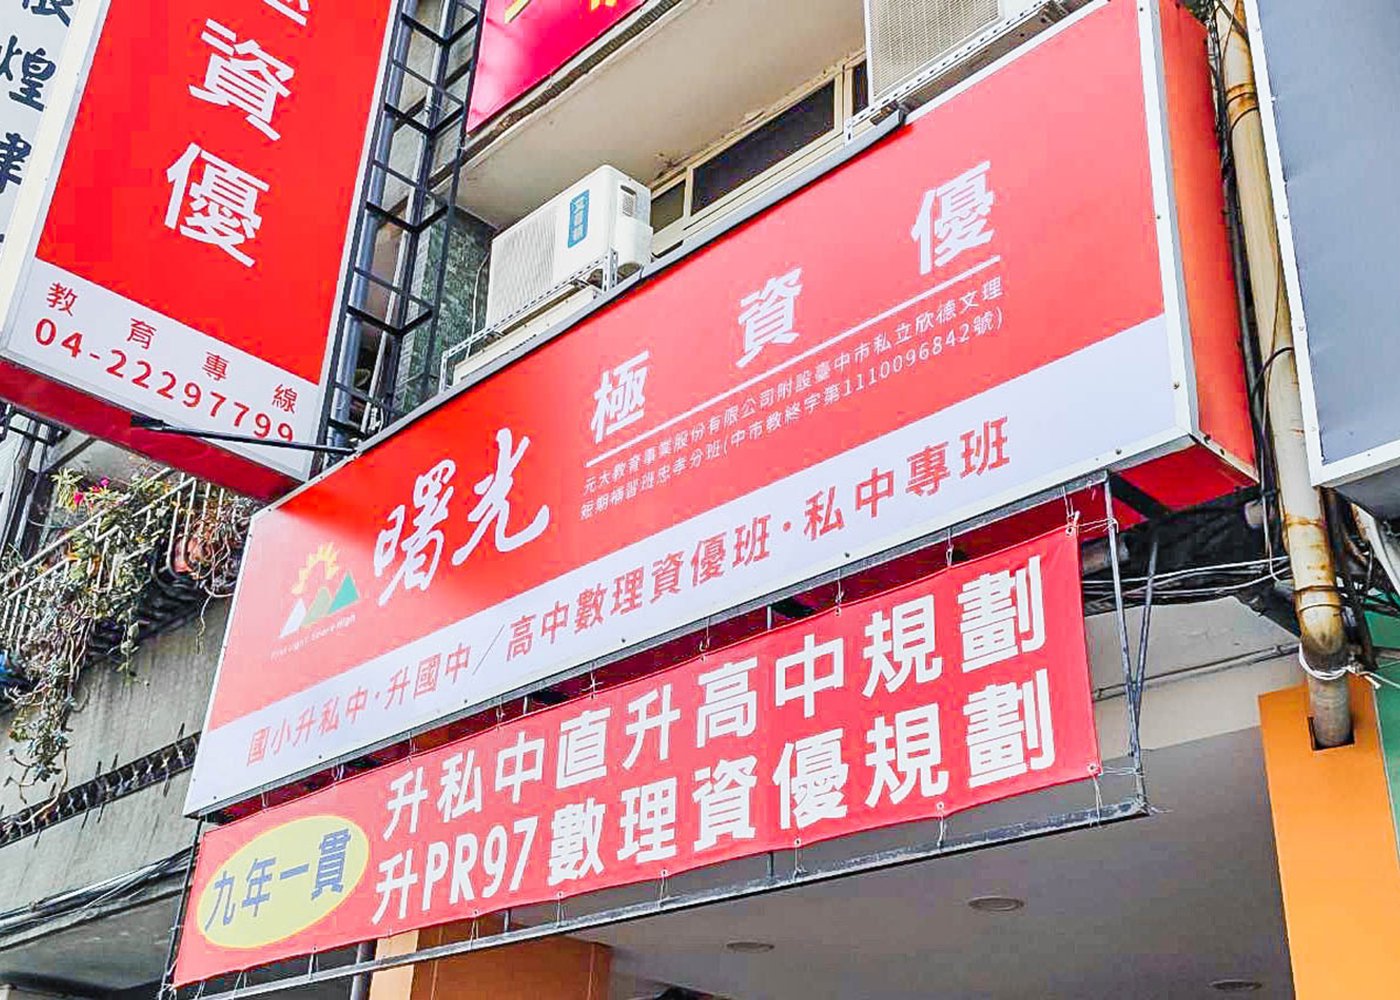 資優
教育專線
04-22297799
極資優
元大教育事業股份有限公司附設臺中市私立欣德文理
短期補習班忠孝分班(中市教終字第1110096842號)
曙光
First Light Soars High
國小升私中·升國中/高中數理資優班·私中專班
九年一貫
升私中直升高中規劃
升PR97數理資優規劃